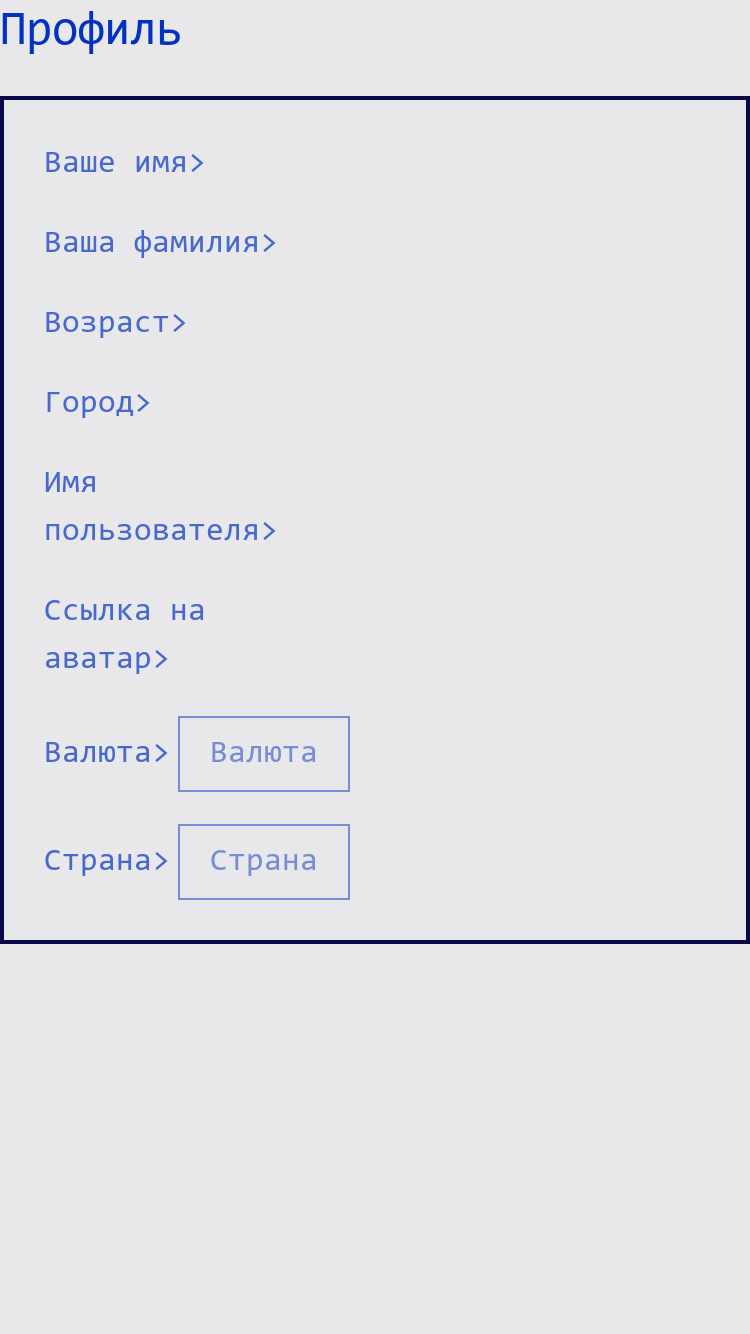 Профиль
Ваше имя>
Ваша фамилия>
Возраст>
Город>
Имя
пользователя>
Ссылка на
аватар>
Валюта> Валюта
Страна> Страна